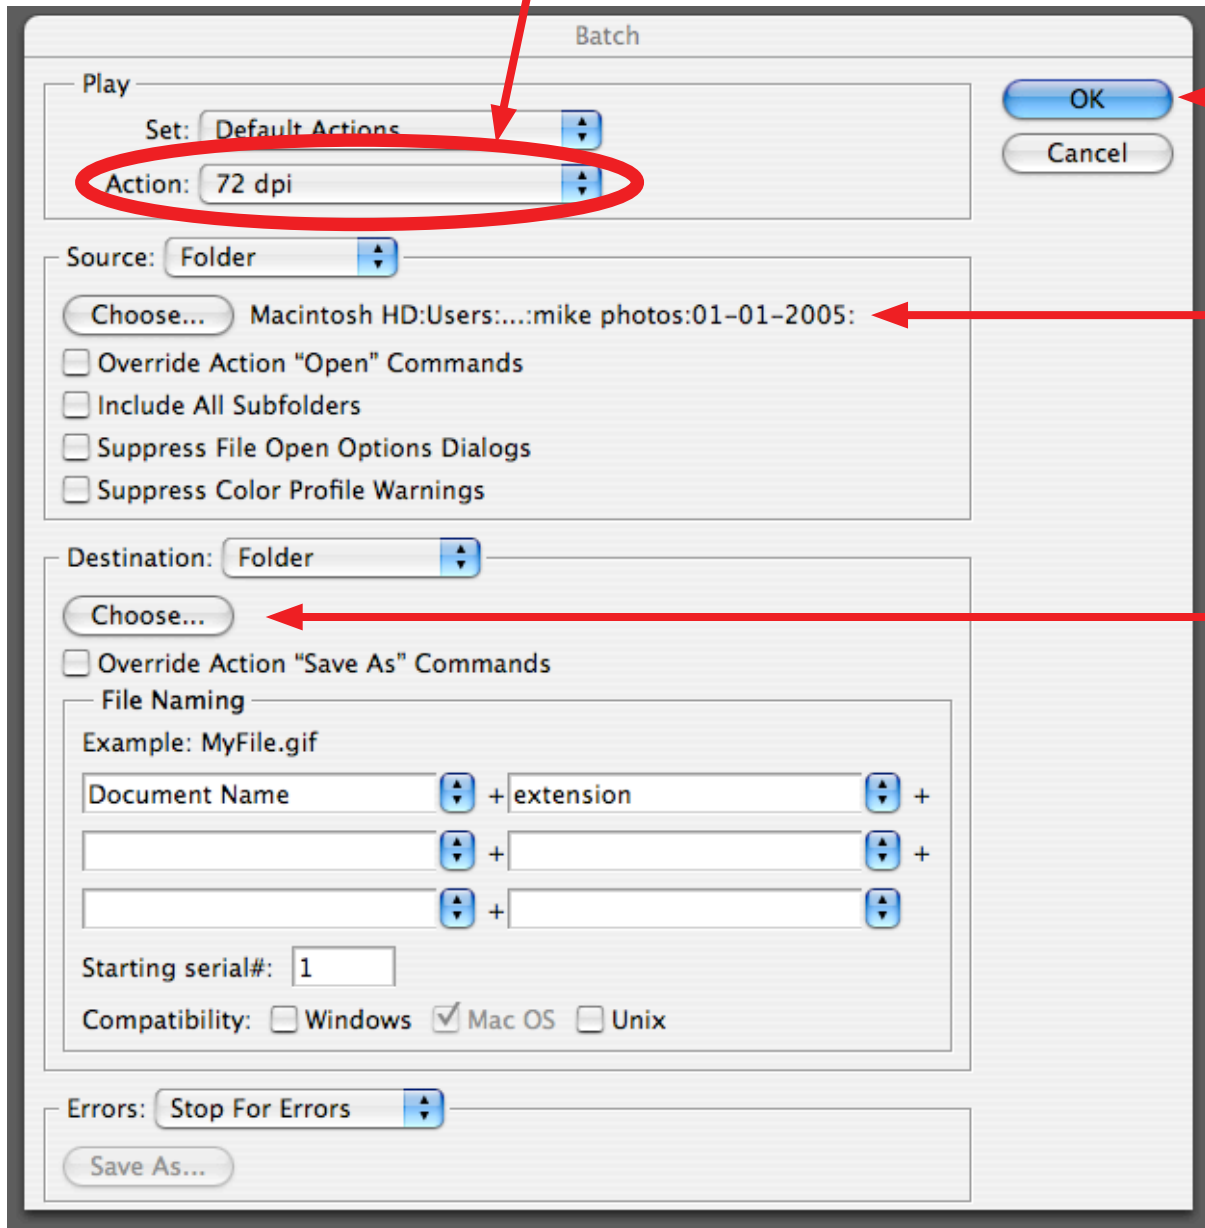 Batch
Play
Set: Default Actions
Action: 72 dpi
OK
Cancel
Source: Folder
Choose... Macintosh HD:Users:...:mike photos:01-01-2005:
Override Action “Open” Commands
Include All Subfolders
Suppress File Open Options Dialogs
Suppress Color Profile Warnings
Destination: Folder
Choose...
Override Action “Save As” Commands
File Naming
Example: MyFile.gif
Document Name + extension +
+ +
+
Starting serial#: 1
Compatibility: Windows Mac OS Unix
Errors: Stop For Errors
Save As...